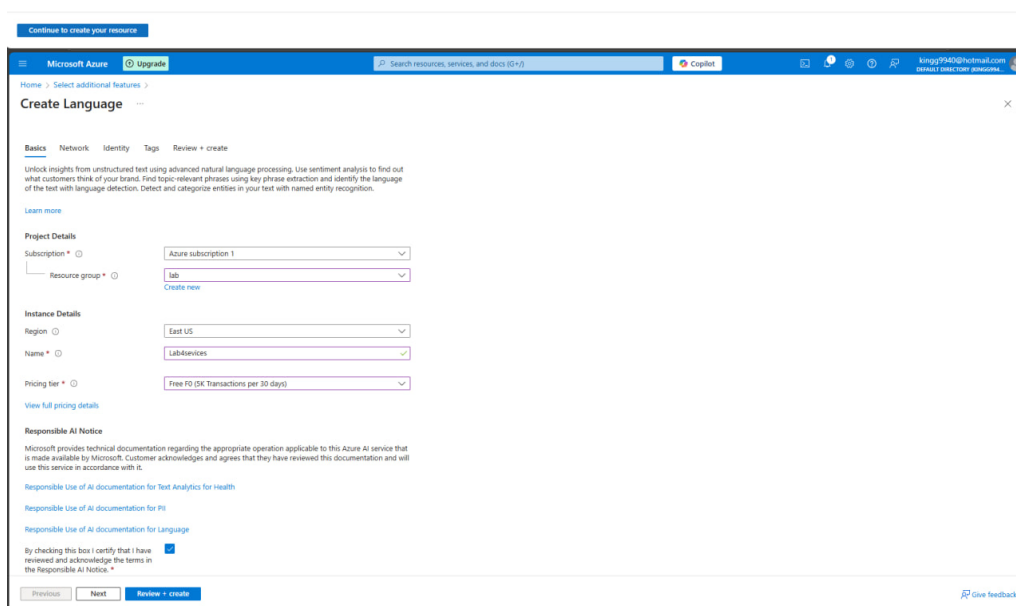 Continue to create your resource
Microsoft Azure
Upgrade
Search resources, services, and docs (G+/)
Copilot
1
kingg9940@hotmail.com
DEFAULT DIRECTORY (KINGG994...
Home > Select additional features >
Create Language ...
Basics Network Identity Tags Review + create
Unlock insights from unstructured text using advanced natural language processing. Use sentiment analysis to find out
what customers think of your brand. Find topic-relevant phrases using key phrase extraction and identify the language
of the text with language detection. Detect and categorize entities in your text with named entity recognition.
Learn more
Project Details
Subscription * Azure subscription 1
Resource group * lab
Create new
Instance Details
Region East US
Name * Lab4sevices
Pricing tier * Free F0 (5K Transactions per 30 days)
View full pricing details
Responsible AI Notice
Microsoft provides technical documentation regarding the appropriate operation applicable to this Azure AI service that
is made available by Microsoft. Customer acknowledges and agrees that they have reviewed this documentation and will
use this service in accordance with it.
Responsible Use of AI documentation for Text Analytics for Health
Responsible Use of AI documentation for PII
Responsible Use of AI documentation for Language
By checking this box I certify that I have
reviewed and acknowledge the terms in
the Responsible AI Notice. *
Previous Next Review + create
Give feedback